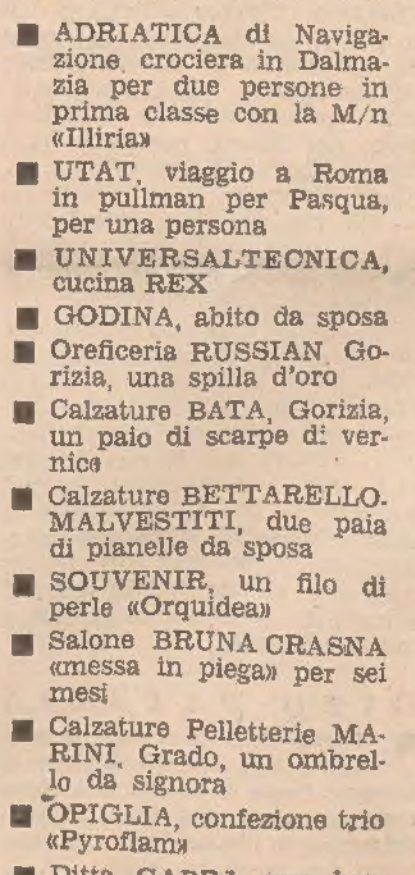 ■ ADRIATICA di Naviga-
zione crociera in Dalma-
zia per due persone in
prima classe con la M/n
«Illiria»
■ UTAT, viaggio a Roma
in pullman per Pasqua,
per una persona
■ UNIVERSALTECNICA,
cucina REX
■ GODINA, abito da sposa
■ Oreficeria RUSSIAN Go-
rizia, una spilla d'oro
■ Calzature BATA, Gorizia,
un paio di scarpe di ver-
nice
■ Calzature BETTARELLO-
MALVESTITI, due paia
di pianelle da sposa
■ SOUVENIR, un filo di
perle «Orquidea»
■ Salone BRUNA CRASNA
«messa in piega» per sei
mesi
■ Calzature Pelletterie MA-
RINI, Grado, un ombrel-
lo da signora
■ OPIGLIA, confezione trio
«Pyroflam»
■ Ditta